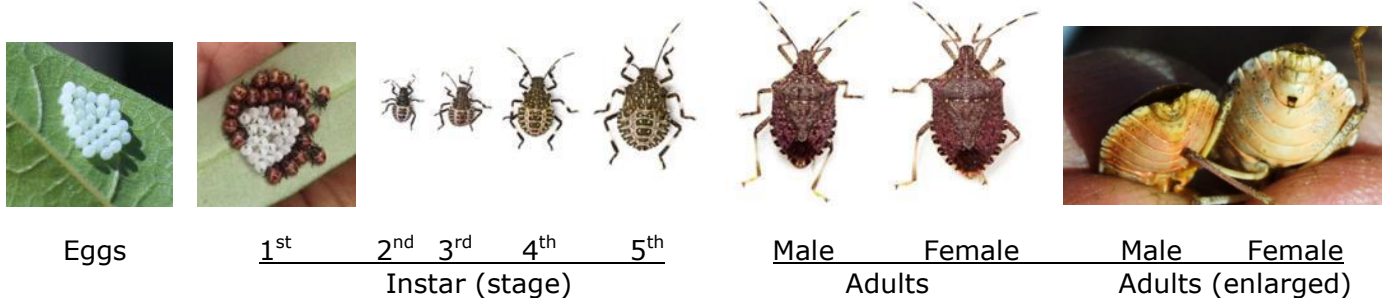 Eggs 1st 2nd 3rd 4th 5th Male Female Male Female
Instar (stage) Adults Adults (enlarged)